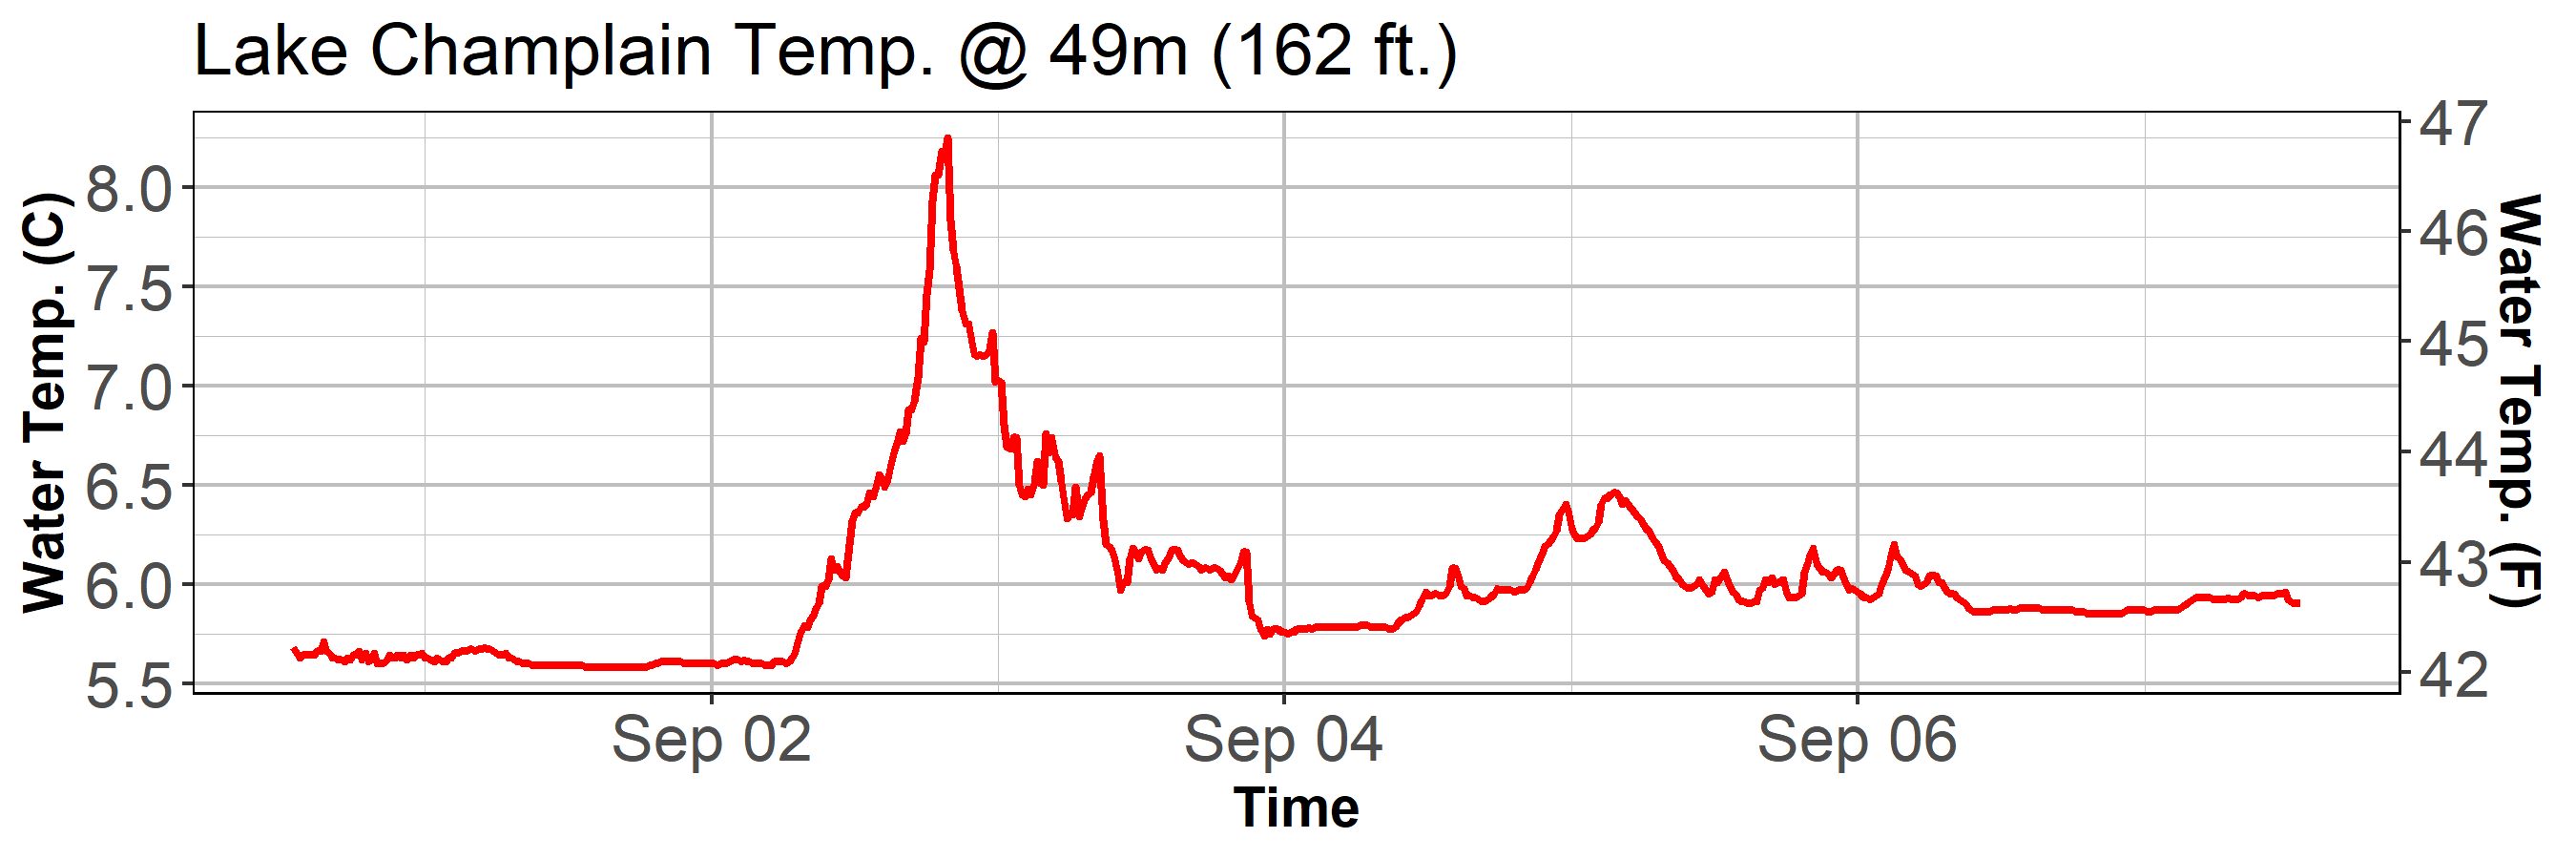 Lake Champlain Temp. @ 49m (162 ft.)
Water Temp. (C)
8.0
7.5
7.0
6.5
6.0
5.5
47
46
45
44
43
42
Water Temp. (F)
Sep 02 Sep 04 Sep 06
Time